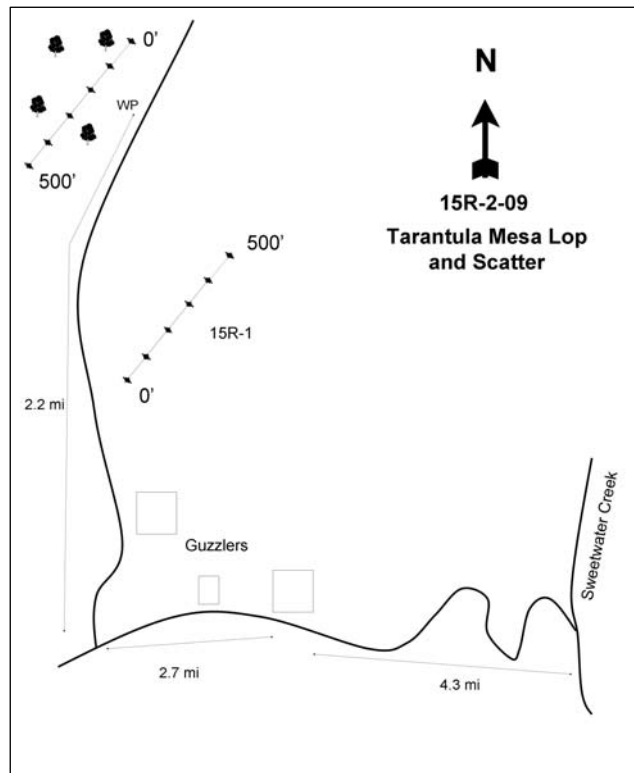 0'
WP
500'
N
15R-2-09
Tarantula Mesa Lop
and Scatter
500'
15R-1
0'
2.2 mi
Guzzlers
Sweetwater Creek
2.7 mi
4.3 mi